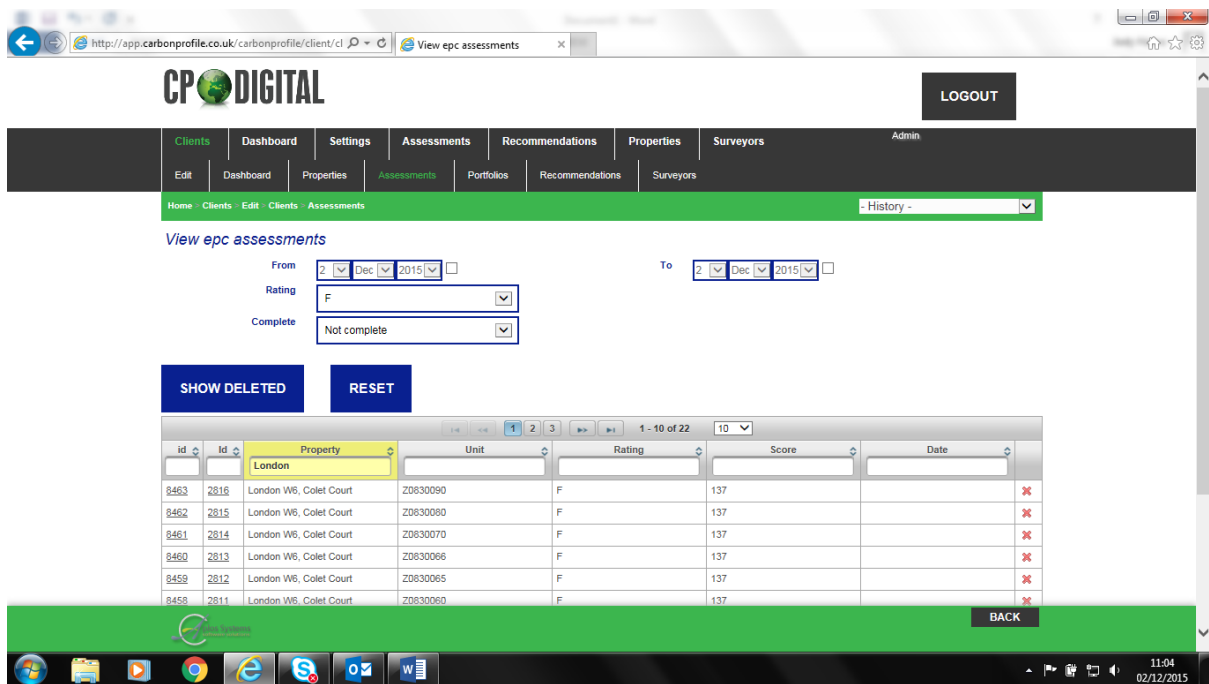 Document1 - Word
http://app.carbonprofile.co.uk/carbonprofile/client/cl View epc assessments
CP DIGITAL
LOGOUT
Clients Dashboard Settings Assessments Recommendations Properties Surveyors Admin
Edit Dashboard Properties Assessments Portfolios Recommendations Surveyors
Home > Clients > Edit > Clients > Assessments - History -
View epc assessments
From 2 Dec 2015 To 2 Dec 2015
Rating F
Complete Not complete
SHOW DELETED RESET
1 2 3 1 - 10 of 22 10
id Id Property Unit Rating Score Date
London
8463 2816 London W6, Colet Court Z0830090 F 137
8462 2815 London W6, Colet Court Z0830080 F 137
8461 2814 London W6, Colet Court Z0830070 F 137
8460 2813 London W6, Colet Court Z0830066 F 137
8459 2812 London W6, Colet Court Z0830065 F 137
8458 2811 London W6, Colet Court Z0830060 F 137
Systems
BACK
11:04
02/12/2015